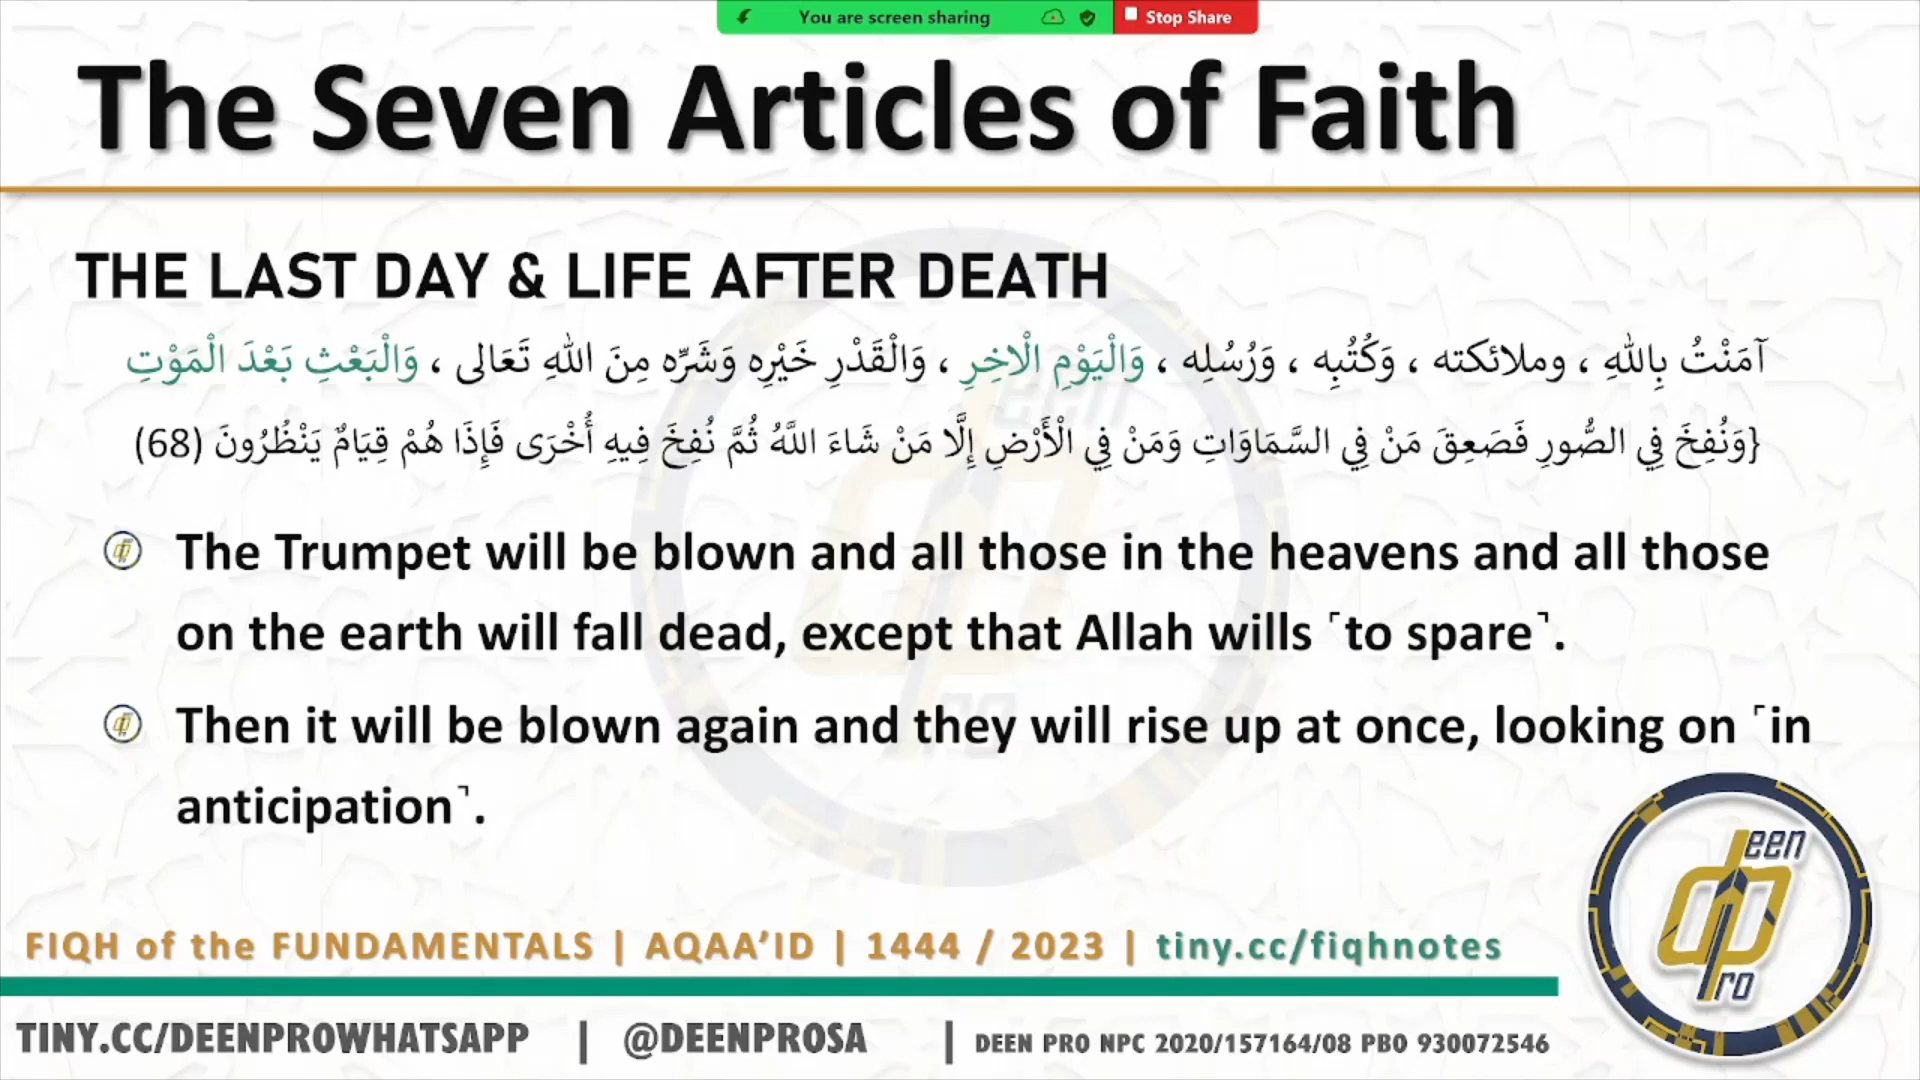 You are screen sharing
Stop Share
The Seven Articles of Faith
THE LAST DAY & LIFE AFTER DEATH
آمَنْتُ بِاللهِ ، وملائكته ، وَكُتُبِه ، وَرُسُلِه ، وَالْيَوْمِ الْاخِرِ ، وَالْقَدْرِ خَيْرِه وَشَرِّه مِنَ اللهِ تَعَالى ، وَالْبَعْثِ بَعْدَ الْمَوْتِ
{وَنُفِخَ فِي الصُّورِ فَصَعِقَ مَنْ فِي السَّمَاوَاتِ وَمَنْ فِي الْأَرْضِ إِلَّا مَنْ شَاءَ اللَّهُ ثُمَّ نُفِخَ فِيهِ أُخْرَى فَإِذَا هُمْ قِيَامٌ يَنْظُرُونَ (68)
The Trumpet will be blown and all those in the heavens and all those
on the earth will fall dead, except that Allah wills ˹to spare˺.
Then it will be blown again and they will rise up at once, looking on ˹in
anticipation˺.
FIQH of the FUNDAMENTALS | AQAA’ID | 1444 / 2023 | tiny.cc/fiqhnotes
TINY.CC/DEENPROWHATSAPP | @DEENPROSA | DEEN PRO NPC 2020/157164/08 PBO 930072546
deen
pro